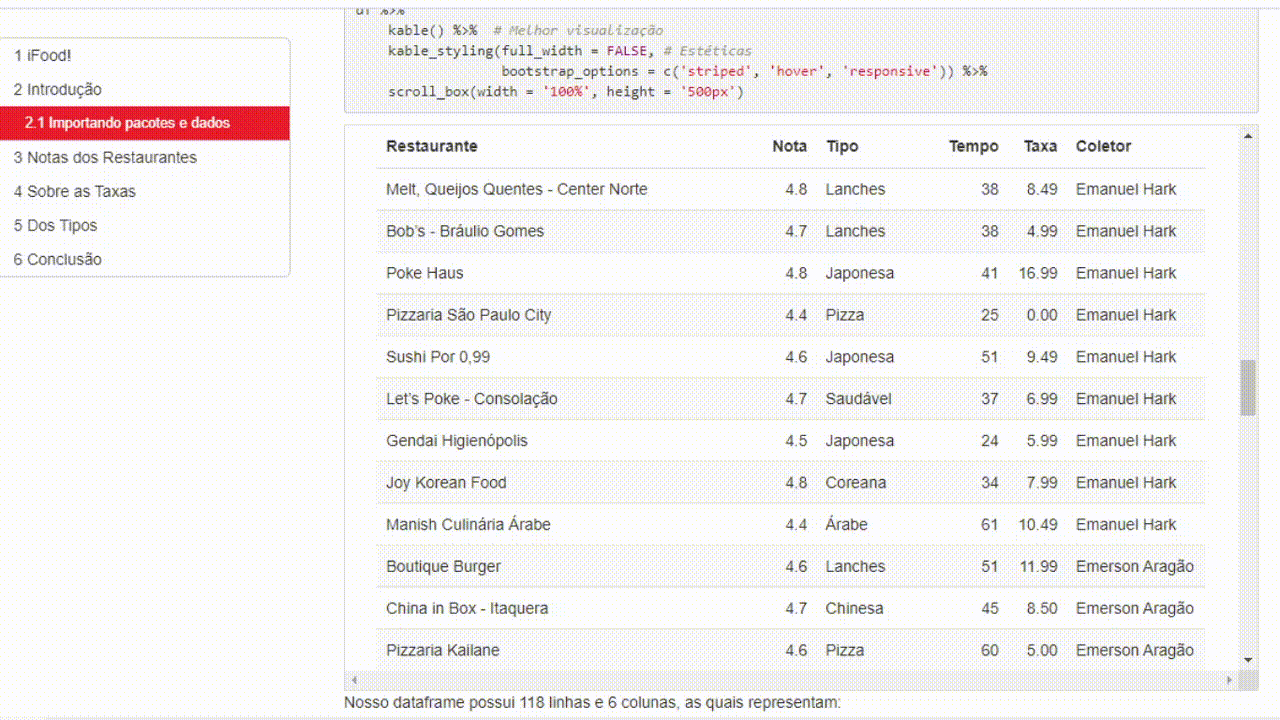 df %>%
kable() %>% # Melhor visualização
kable_styling(full_width = FALSE, # Estéticas
bootstrap_options = c('striped', 'hover', 'responsive')) %>%
scroll_box(width = '100%', height = '500px')
1 iFood!
2 Introdução
2.1 Importando pacotes e dados
3 Notas dos Restaurantes
4 Sobre as Taxas
5 Dos Tipos
6 Conclusão
Restaurante Nota Tipo Tempo Taxa Coletor
Melt, Queijos Quentes - Center Norte 4.8 Lanches 38 8.49 Emanuel Hark
Bob's - Bráulio Gomes 4.7 Lanches 38 4.99 Emanuel Hark
Poke Haus 4.8 Japonesa 41 16.99 Emanuel Hark
Pizzaria São Paulo City 4.4 Pizza 25 0.00 Emanuel Hark
Sushi Por 0,99 4.6 Japonesa 51 9.49 Emanuel Hark
Let's Poke - Consolação 4.7 Saudável 37 6.99 Emanuel Hark
Gendai Higienópolis 4.5 Japonesa 24 5.99 Emanuel Hark
Joy Korean Food 4.8 Coreana 34 7.99 Emanuel Hark
Manish Culinária Árabe 4.4 Árabe 61 10.49 Emanuel Hark
Boutique Burger 4.6 Lanches 51 11.99 Emerson Aragão
China in Box - Itaquera 4.7 Chinesa 45 8.50 Emerson Aragão
Pizzaria Kailane 4.6 Pizza 60 5.00 Emerson Aragão
Nosso dataframe possui 118 linhas e 6 colunas, as quais representam: